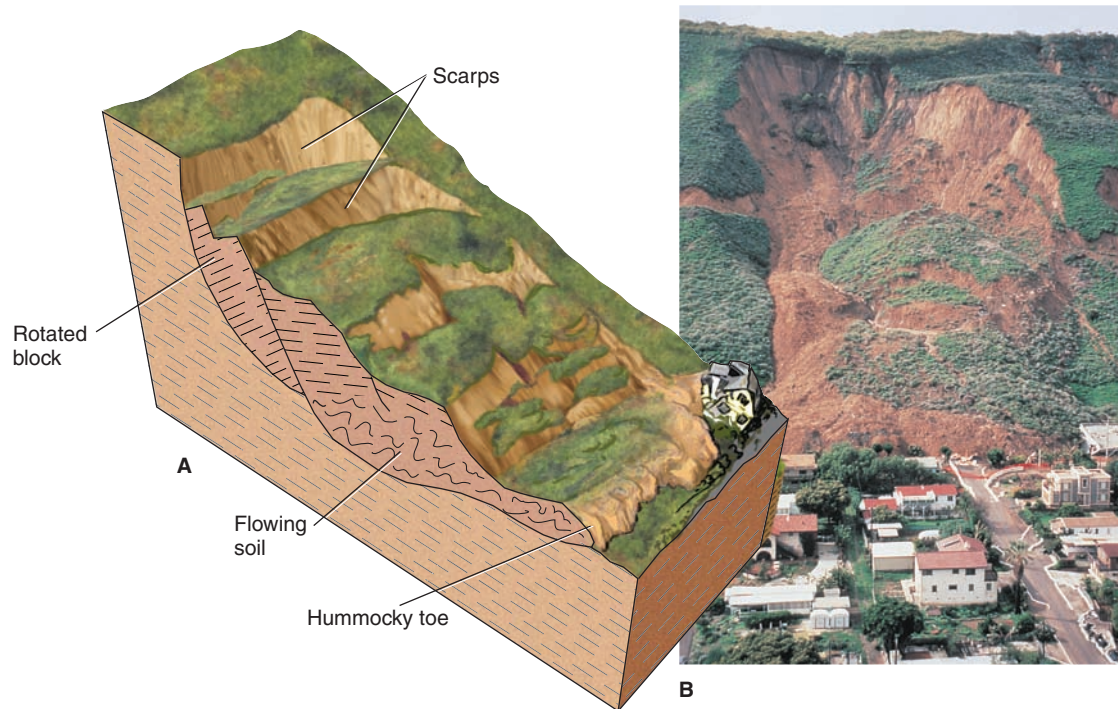 Scarps
Rotated
block
A
Flowing
soil
Hummocky toe
B